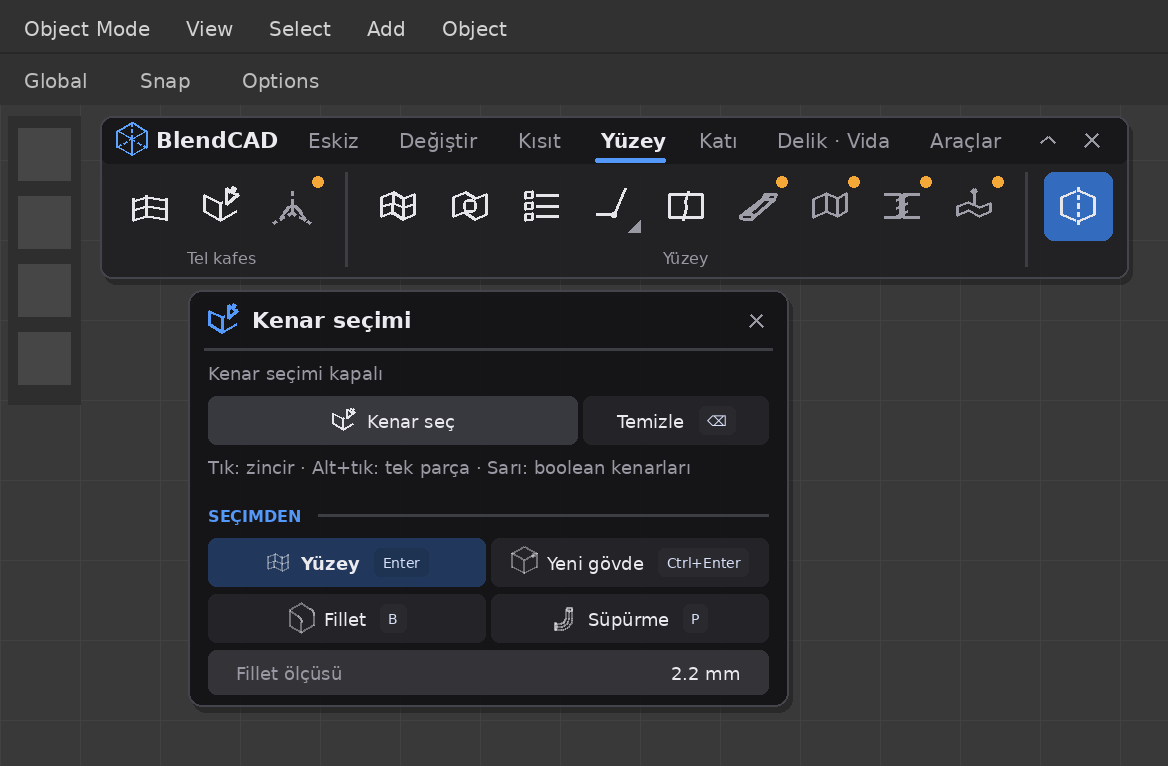 Object Mode View Select Add Object
Global Snap Options
BlendCAD Eskiz Değiştir Kısıt Yüzey Katı Delik · Vida Araçlar
Tel kafes Yüzey
Kenar seçimi
Kenar seçimi kapalı
Kenar seç Temizle ⌫
Tık: zincir · Alt+tık: tek parça · Sarı: boolean kenarları
SEÇIMDEN
Yüzey Enter Yeni gövde Ctrl+Enter
Fillet B Süpürme P
Fillet ölçüsü 2.2 mm